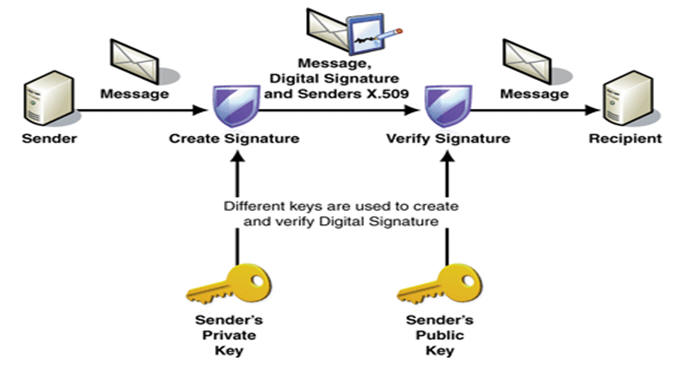 Message
Message,
Digital Signature
and Senders X.509
Message
Sender
Create Signature
Verify Signature
Recipient
Different keys are used to create
and verify Digital Signature
Sender's
Private
Key
Sender's
Public
Key